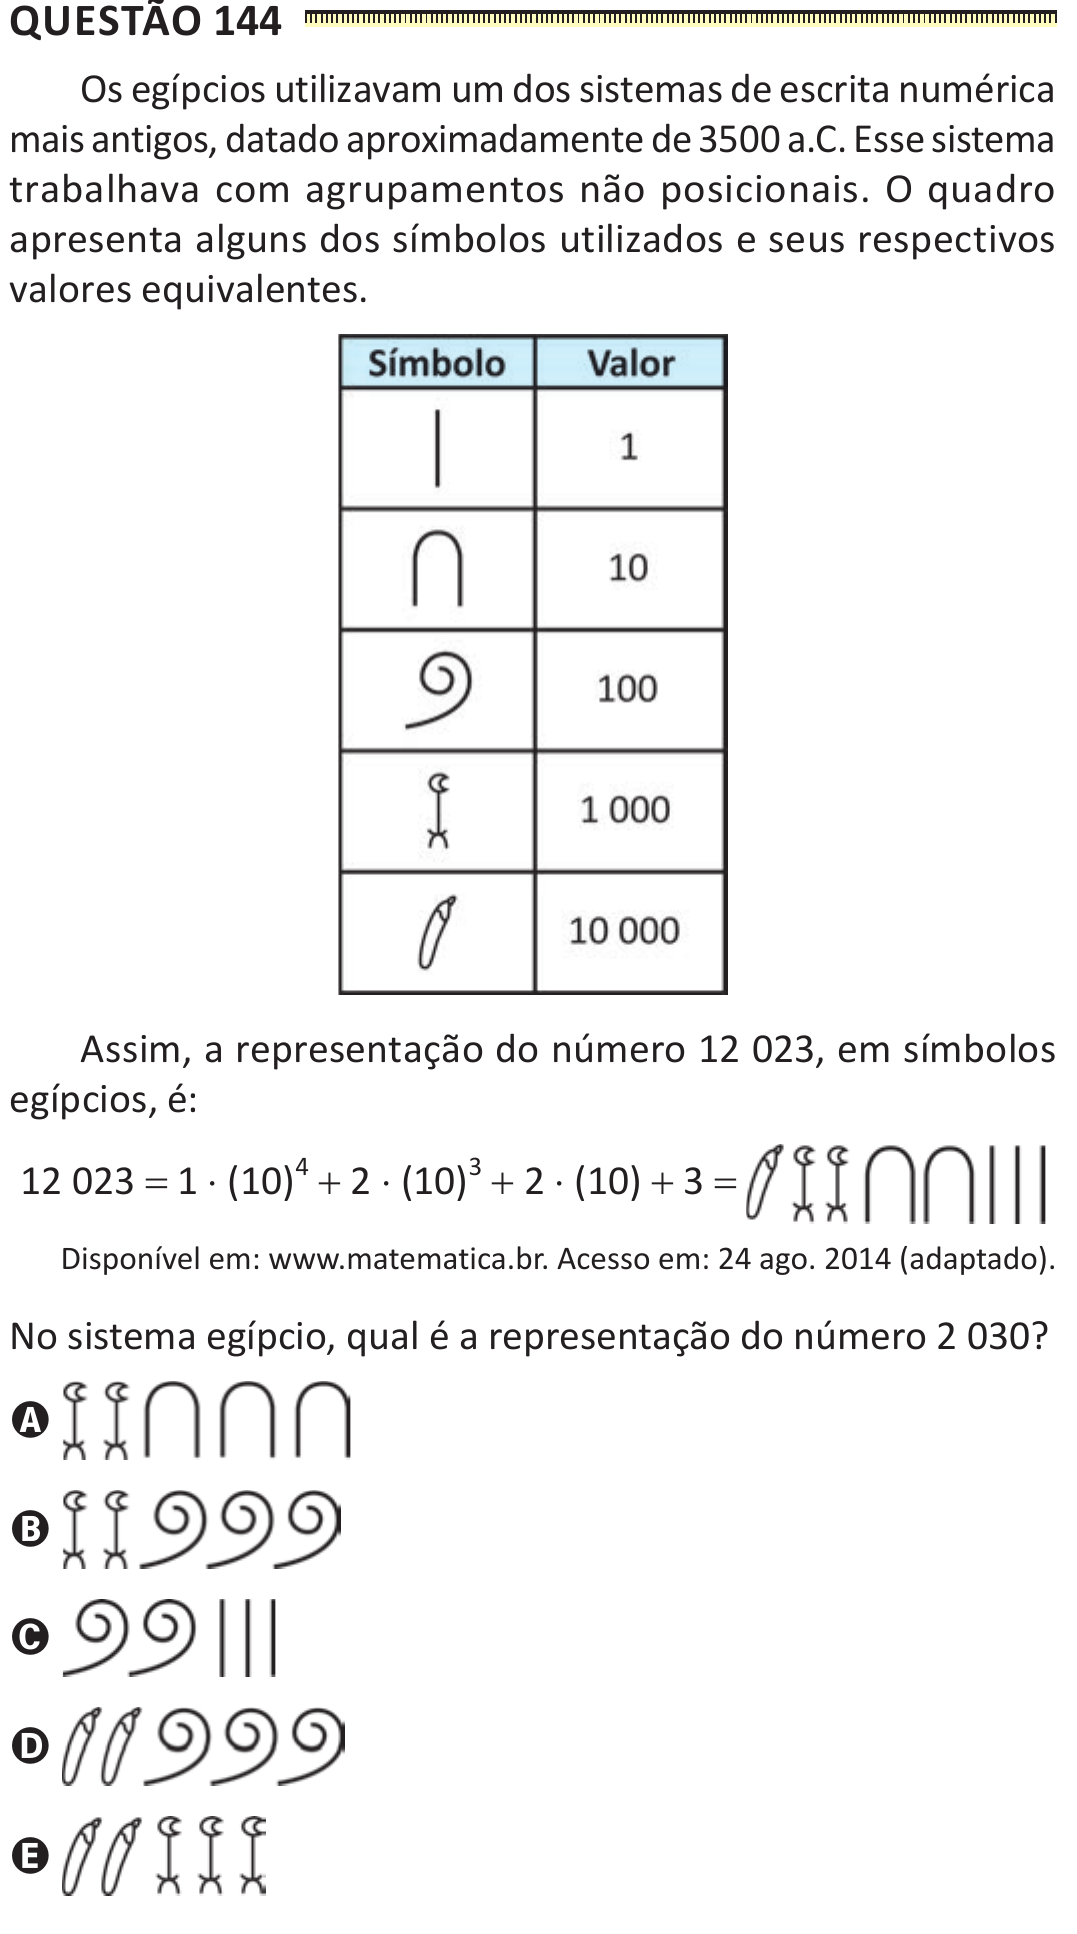 QUESTÃO 144
Os egípcios utilizavam um dos sistemas de escrita numérica
mais antigos, datado aproximadamente de 3500 a.C. Esse sistema
trabalhava com agrupamentos não posicionais. O quadro
apresenta alguns dos símbolos utilizados e seus respectivos
valores equivalentes.
Símbolo Valor
| 1
∩ 10
100
1 000
10 000
Assim, a representação do número 12 023, em símbolos
egípcios, é:
12 023 = 1 · (10)⁴ + 2 · (10)³ + 2 · (10) + 3 = ∩∩|||
Disponível em: www.matematica.br. Acesso em: 24 ago. 2014 (adaptado).
No sistema egípcio, qual é a representação do número 2 030?
A ∩∩∩
B
C |||
D
E